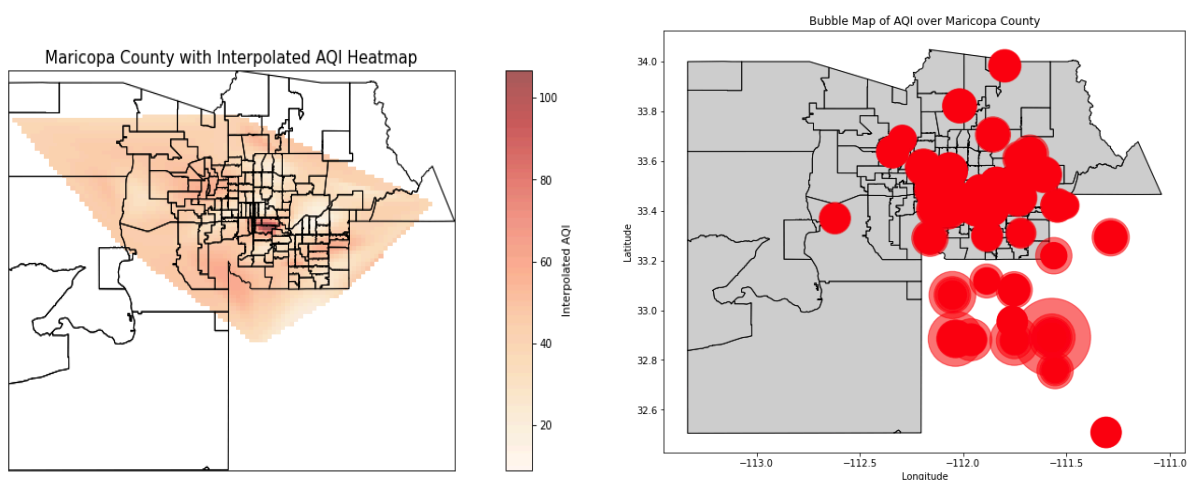 Maricopa County with Interpolated AQI Heatmap
100
80
60
40
20
Interpolated AQI
Bubble Map of AQI over Maricopa County
34.0
33.8
33.6
33.4
33.2
33.0
32.8
32.6
Latitude
−113.0 −112.5 −112.0 −111.5 −111.0
Longitude